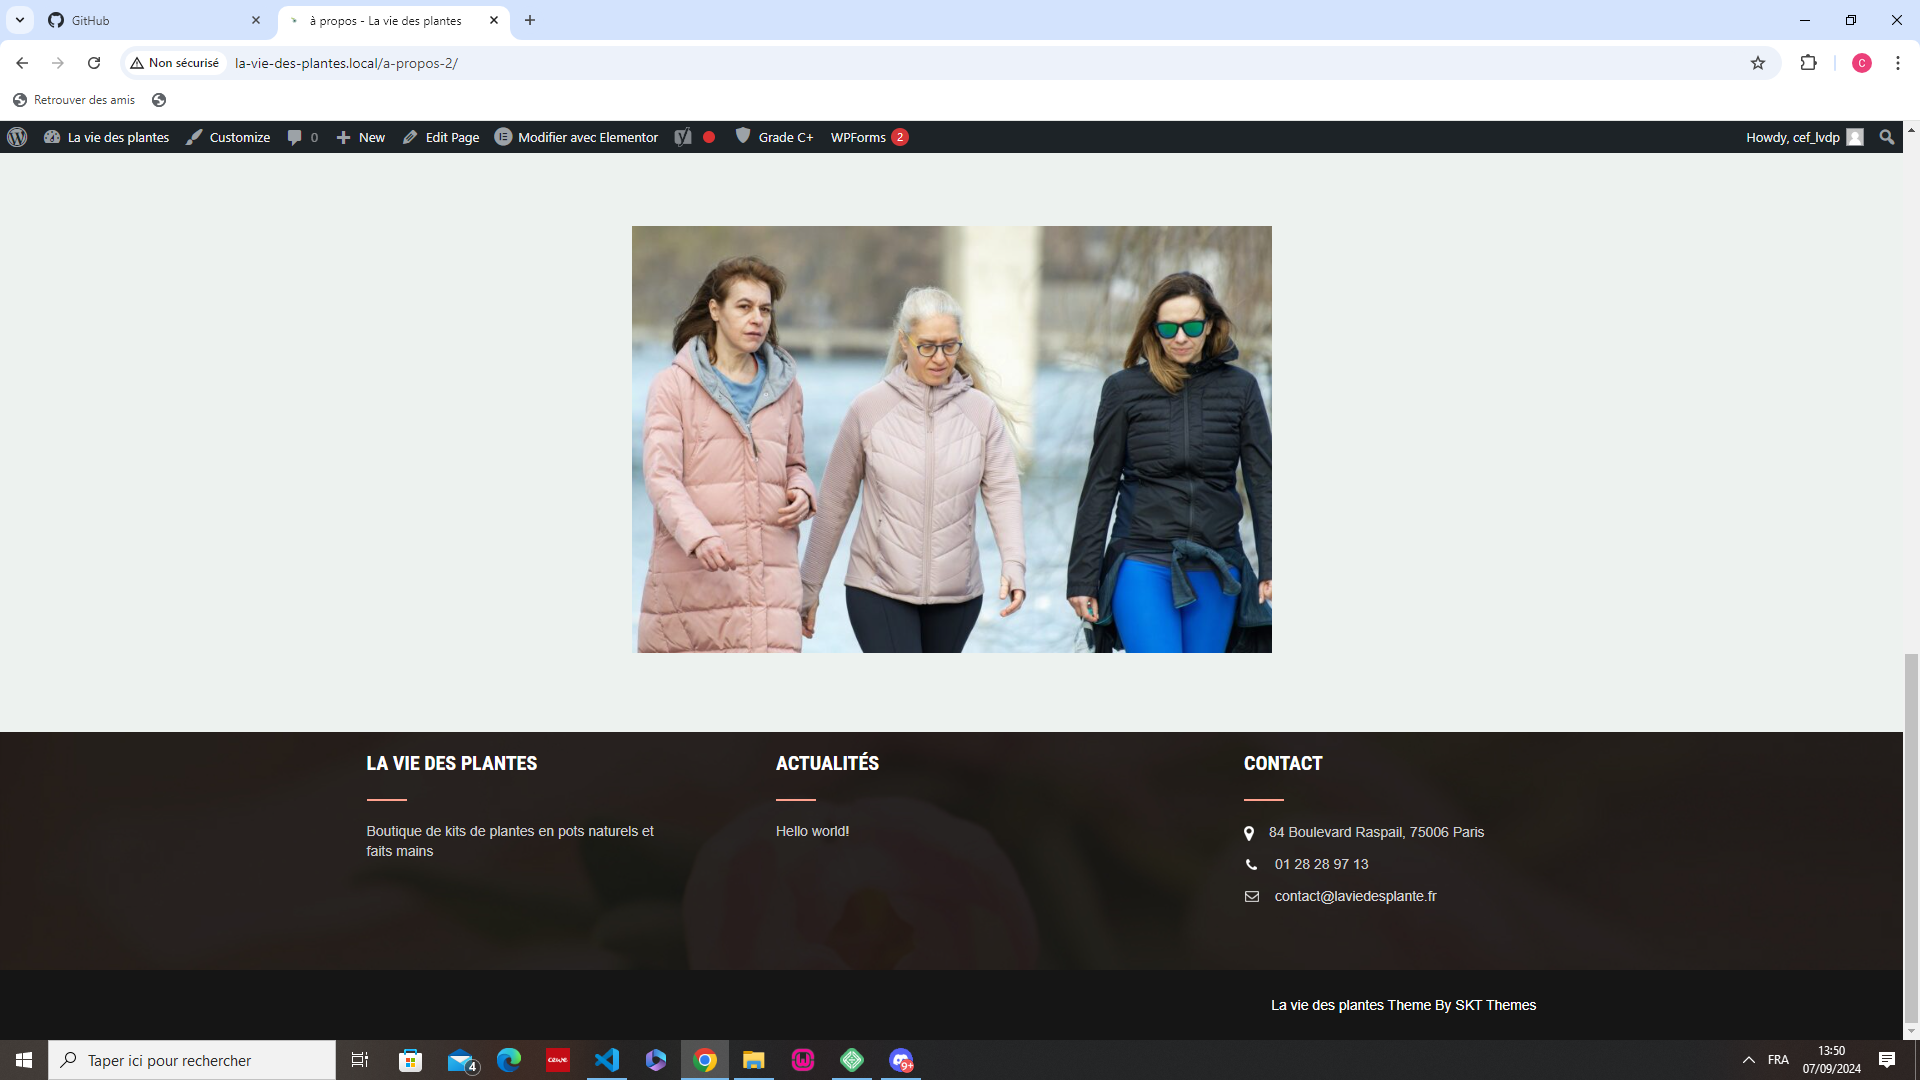 GitHub
à propos - La vie des plantes
Non sécurisé
la-vie-des-plantes.local/a-propos-2/
C
Retrouver des amis
La vie des plantes
Customize
0
New
Edit Page
Modifier avec Elementor
Grade C+
WPForms 2
Howdy, cef_lvdp
LA VIE DES PLANTES
Boutique de kits de plantes en pots naturels et
faits mains
ACTUALITÉS
Hello world!
CONTACT
84 Boulevard Raspail, 75006 Paris
01 28 28 97 13
contact@laviedesplante.fr
La vie des plantes Theme By SKT Themes
Taper ici pour rechercher
4
cewe
9+
FRA
13:50
07/09/2024